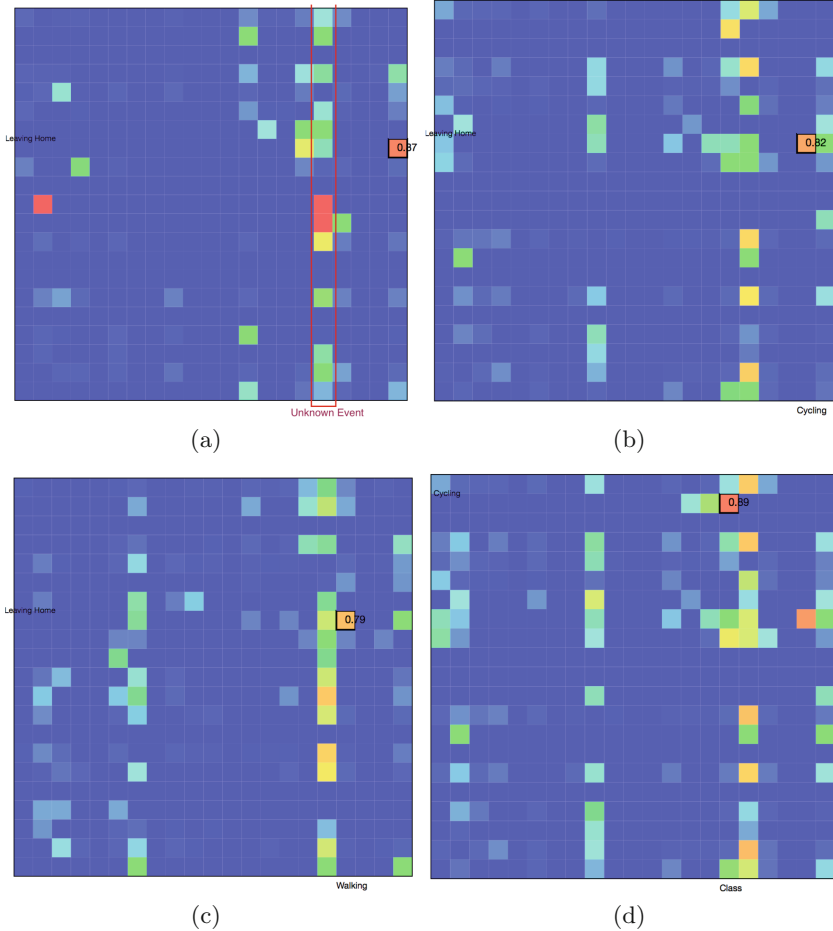 Leaving Home
0.87
Unknown Event
(a)
Leaving Home
0.82
Cycling
(b)
Leaving Home
0.79
Walking
(c)
Cycling
0.89
Class
(d)